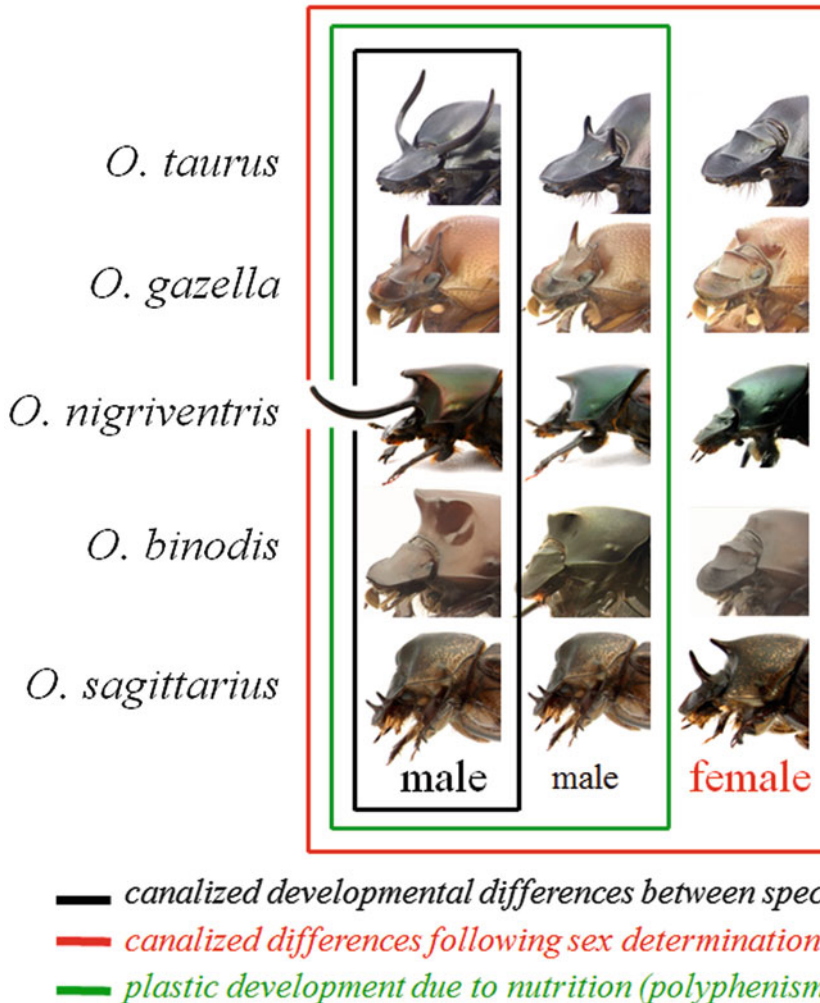 O. taurus
O. gazella
O. nigriventris
O. binodis
O. sagittarius
male male female
canalized developmental differences between spec
canalized differences following sex determination
plastic development due to nutrition (polyphenism